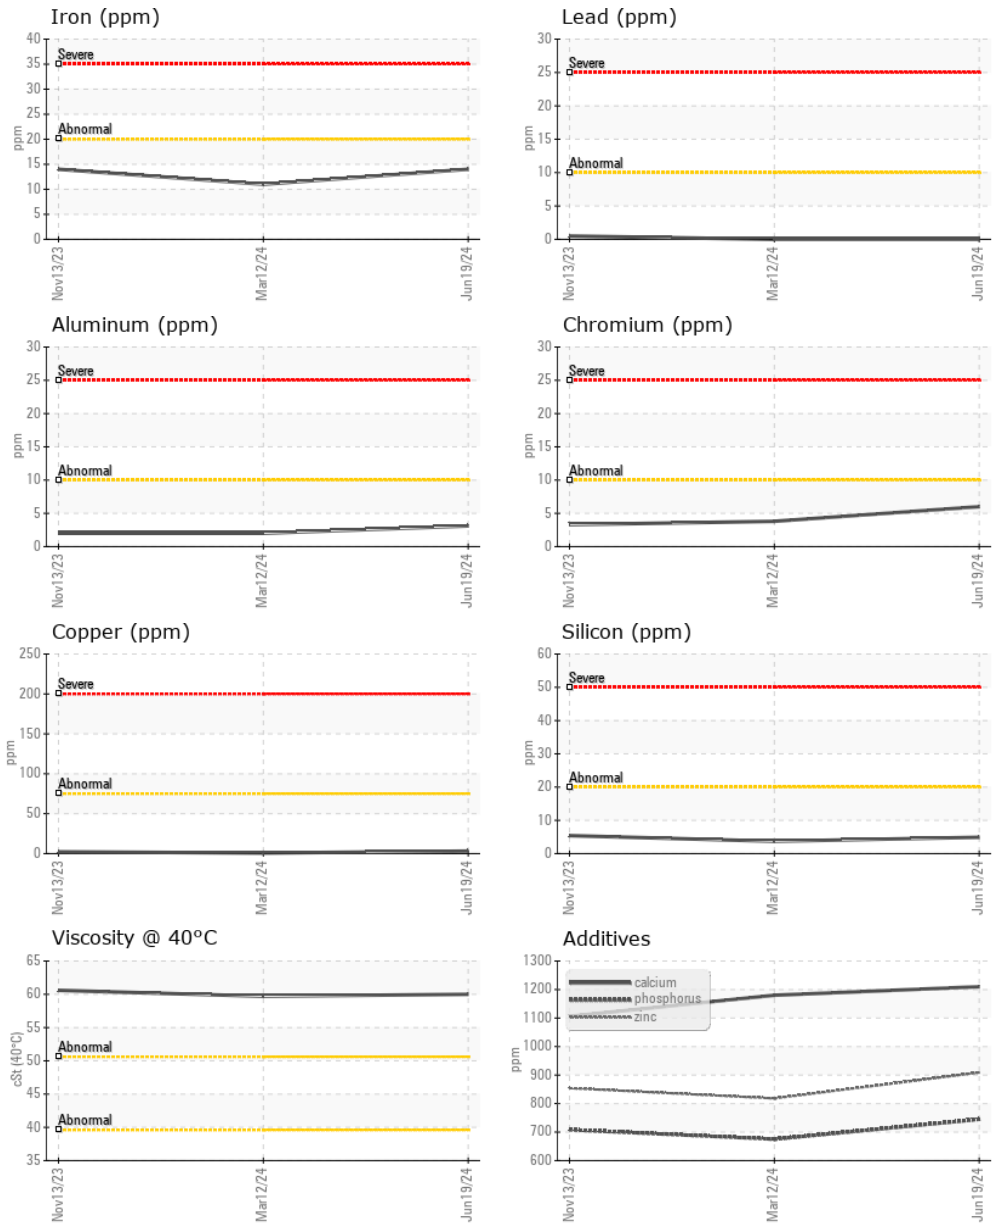 Iron (ppm)
40
35
30
25
20
15
10
5
0
ppm
Severe
Abnormal
Nov13/23
Mar12/24
Jun19/24
Lead (ppm)
30
25
20
15
10
5
0
ppm
Severe
Abnormal
Nov13/23
Mar12/24
Jun19/24
Aluminum (ppm)
30
25
20
15
10
5
0
ppm
Severe
Abnormal
Nov13/23
Mar12/24
Jun19/24
Chromium (ppm)
30
25
20
15
10
5
0
ppm
Severe
Abnormal
Nov13/23
Mar12/24
Jun19/24
Copper (ppm)
250
200
150
100
50
0
ppm
Severe
Abnormal
Nov13/23
Mar12/24
Jun19/24
Silicon (ppm)
60
50
40
30
20
10
0
ppm
Severe
Abnormal
Nov13/23
Mar12/24
Jun19/24
Viscosity @ 40°C
65
60
55
50
45
40
35
cSt (40°C)
Abnormal
Abnormal
Nov13/23
Mar12/24
Jun19/24
Additives
1300
1200
1100
1000
900
800
700
600
ppm
calcium
phosphorus
zinc
Nov13/23
Mar12/24
Jun19/24